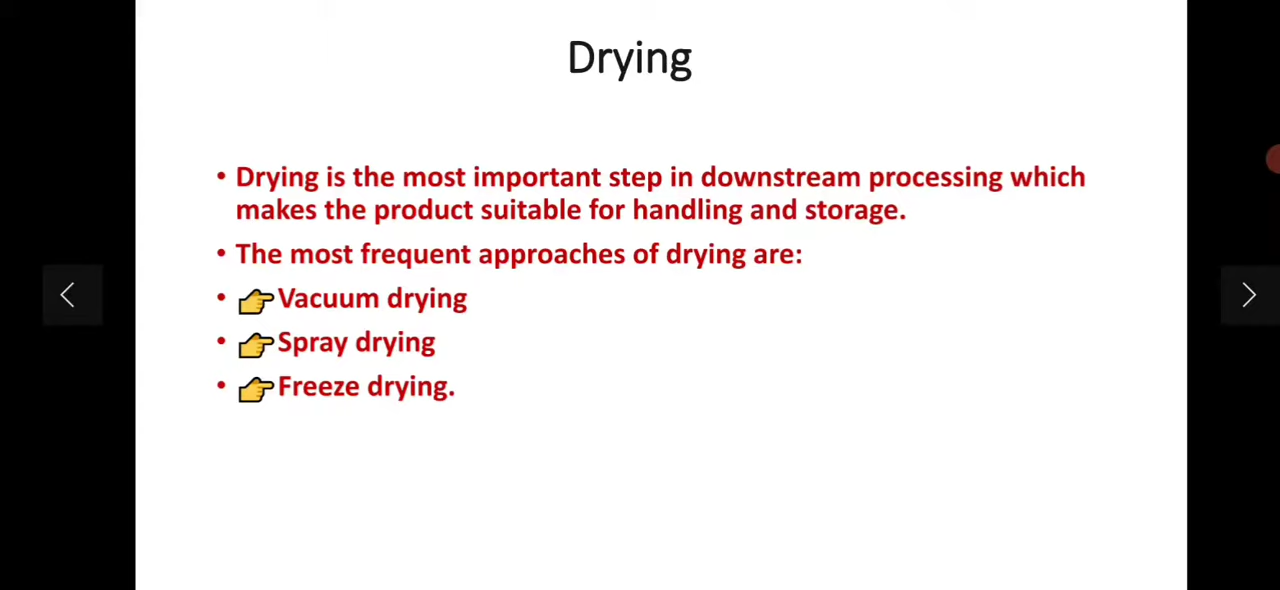 Drying
• Drying is the most important step in downstream processing which
makes the product suitable for handling and storage.
• The most frequent approaches of drying are:
• 👉Vacuum drying
• 👉Spray drying
• 👉Freeze drying.